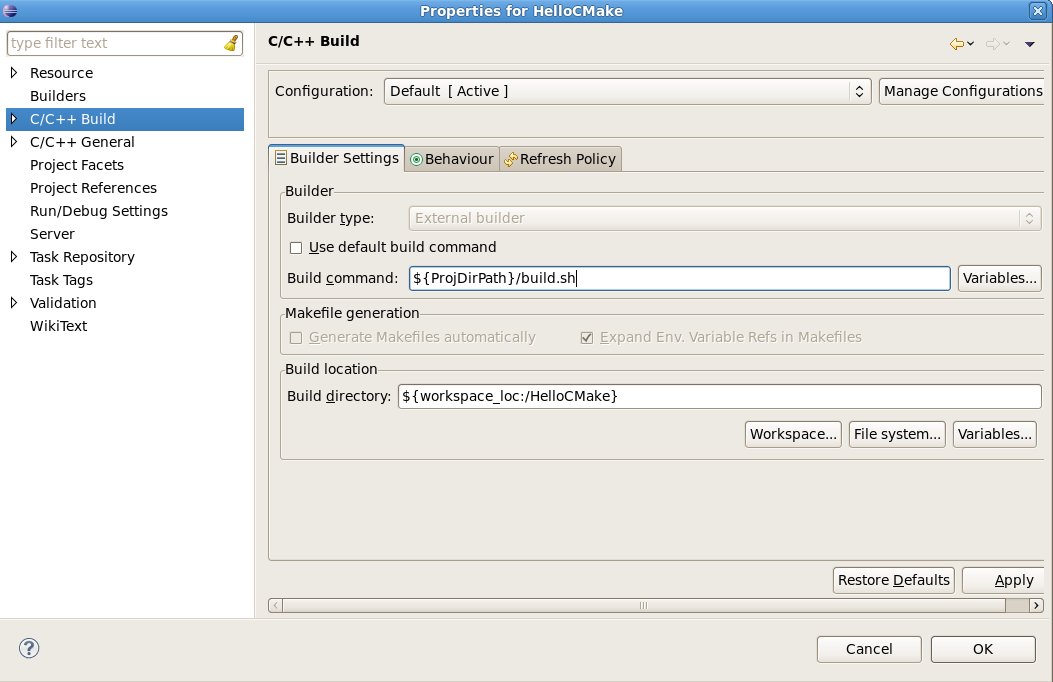 Properties for HelloCMake
type filter text
Resource
Builders
C/C++ Build
C/C++ General
Project Facets
Project References
Run/Debug Settings
Server
Task Repository
Task Tags
Validation
WikiText
C/C++ Build
Configuration: Default [ Active ] Manage Configurations
Builder Settings Behaviour Refresh Policy
Builder
Builder type: External builder
Use default build command
Build command: ${ProjDirPath}/build.sh Variables...
Makefile generation
Generate Makefiles automatically Expand Env. Variable Refs in Makefiles
Build location
Build directory: ${workspace_loc:/HelloCMake}
Workspace... File system... Variables...
Restore Defaults Apply
? Cancel OK